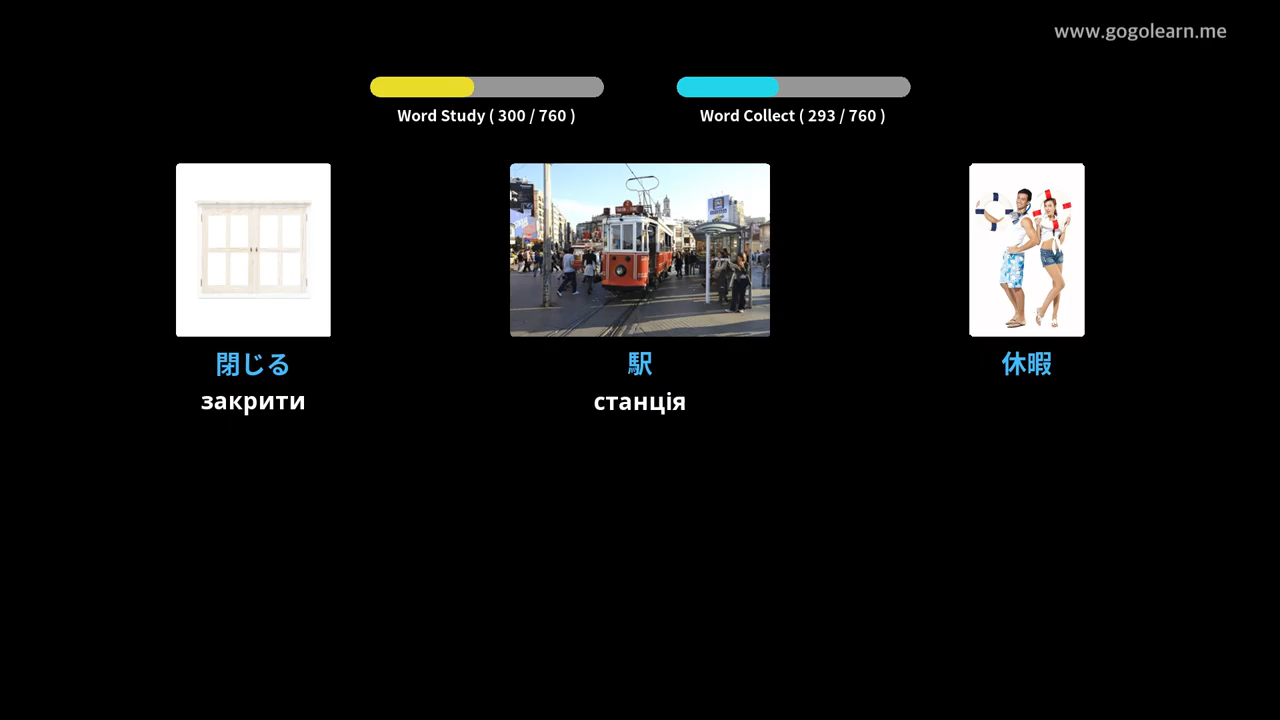 www.gogolearn.me
Word Study ( 300 / 760 )
Word Collect ( 293 / 760 )
閉じる
駅
休暇
закрити
станція